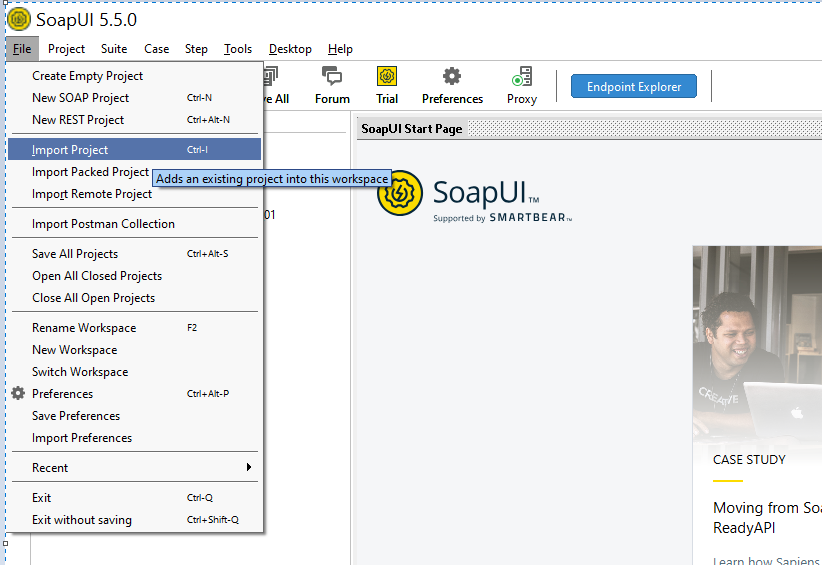 SoapUI 5.5.0
File Project Suite Case Step Tools Desktop Help
Create Empty Project
New SOAP Project Ctrl-N
New REST Project Ctrl+Alt-N
Import Project Ctrl-I
Import Packed Project
Import Remote Project
Import Postman Collection
Save All Projects Ctrl+Alt-S
Open All Closed Projects
Close All Open Projects
Rename Workspace F2
New Workspace
Switch Workspace
Preferences Ctrl+Alt-P
Save Preferences
Import Preferences
Recent
Exit Ctrl-Q
Exit without saving Ctrl+Shift-Q
Adds an existing project into this workspace
01
ve All Forum Trial Preferences Proxy Endpoint Explorer
SoapUI Start Page
SoapUI™
Supported by SMARTBEAR™
CREATIVE
CASE STUDY
Moving from Soa
ReadyAPI
Learn how Sapiens